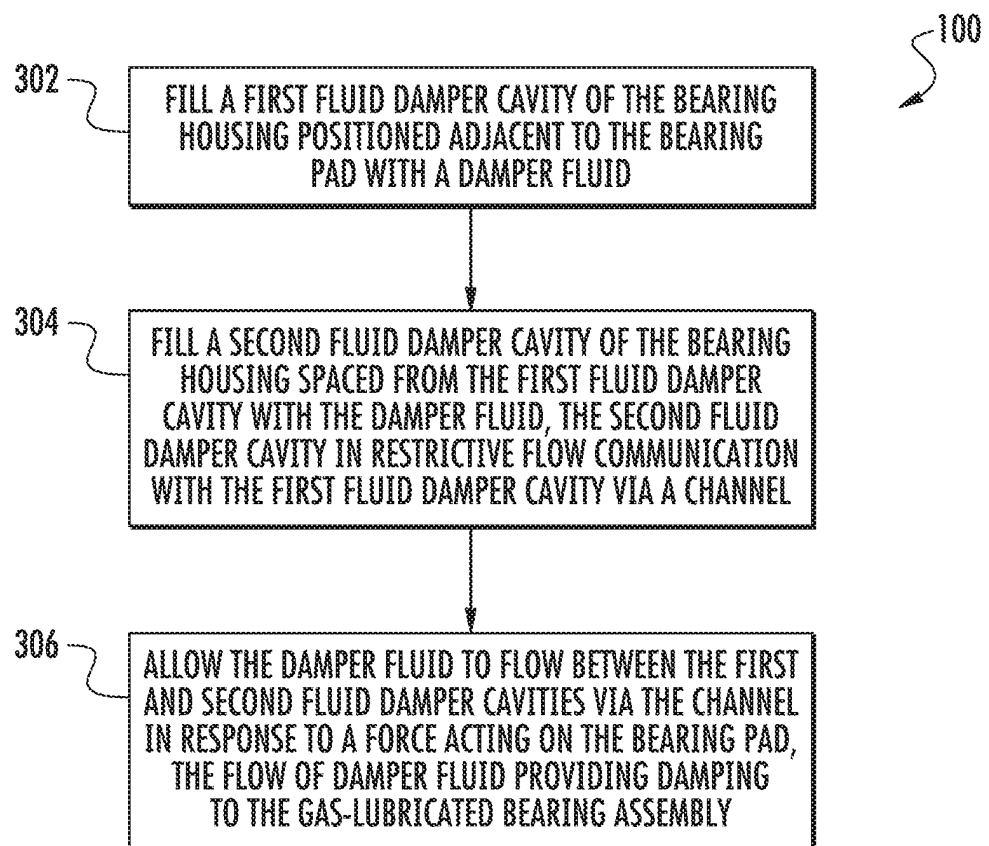 100
302
FILL A FIRST FLUID DAMPER CAVITY OF THE BEARING
HOUSING POSITIONED ADJACENT TO THE BEARING
PAD WITH A DAMPER FLUID
304
FILL A SECOND FLUID DAMPER CAVITY OF THE BEARING
HOUSING SPACED FROM THE FIRST FLUID DAMPER
CAVITY WITH THE DAMPER FLUID, THE SECOND FLUID
DAMPER CAVITY IN RESTRICTIVE FLOW COMMUNICATION
WITH THE FIRST FLUID DAMPER CAVITY VIA A CHANNEL
306
ALLOW THE DAMPER FLUID TO FLOW BETWEEN THE FIRST
AND SECOND FLUID DAMPER CAVITIES VIA THE CHANNEL
IN RESPONSE TO A FORCE ACTING ON THE BEARING PAD,
THE FLOW OF DAMPER FLUID PROVIDING DAMPING
TO THE GAS-LUBRICATED BEARING ASSEMBLY